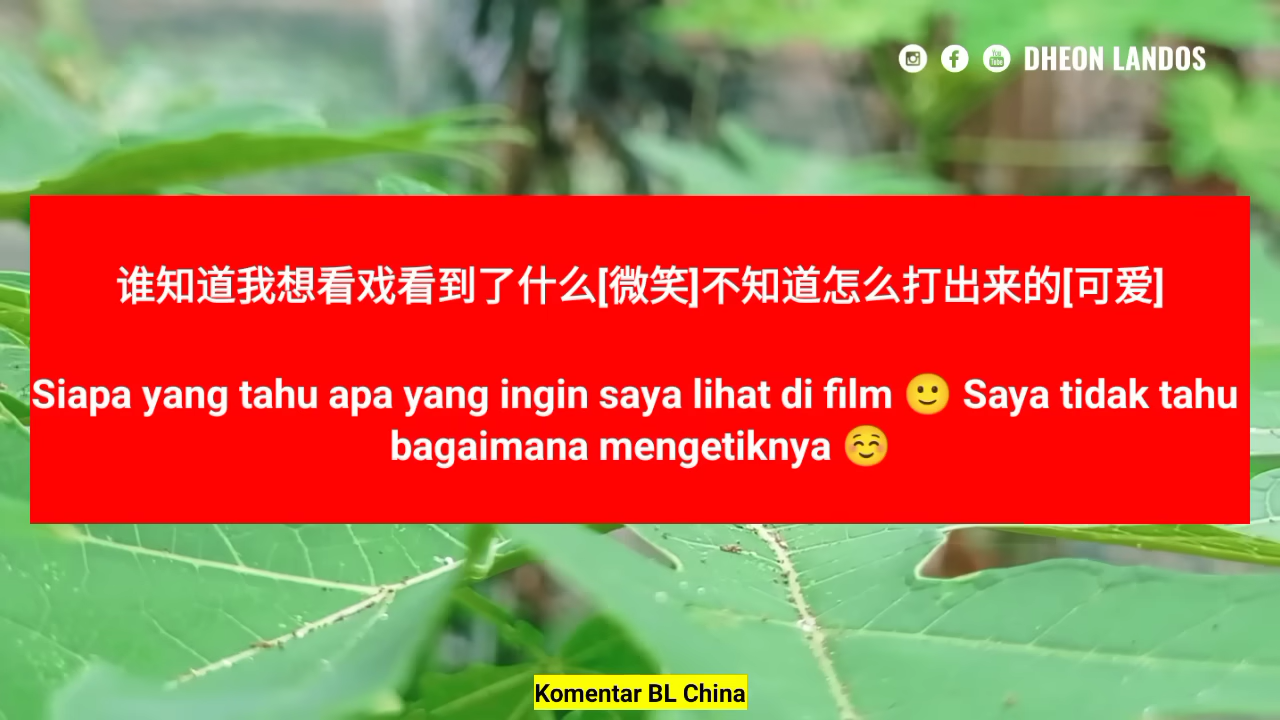 DHEON LANDOS
谁知道我想看戏看到了什么[微笑]不知道怎么打出来的[可爱]
Siapa yang tahu apa yang ingin saya lihat di film 🙂 Saya tidak tahu
bagaimana mengetiknya ☺️
Komentar BL China